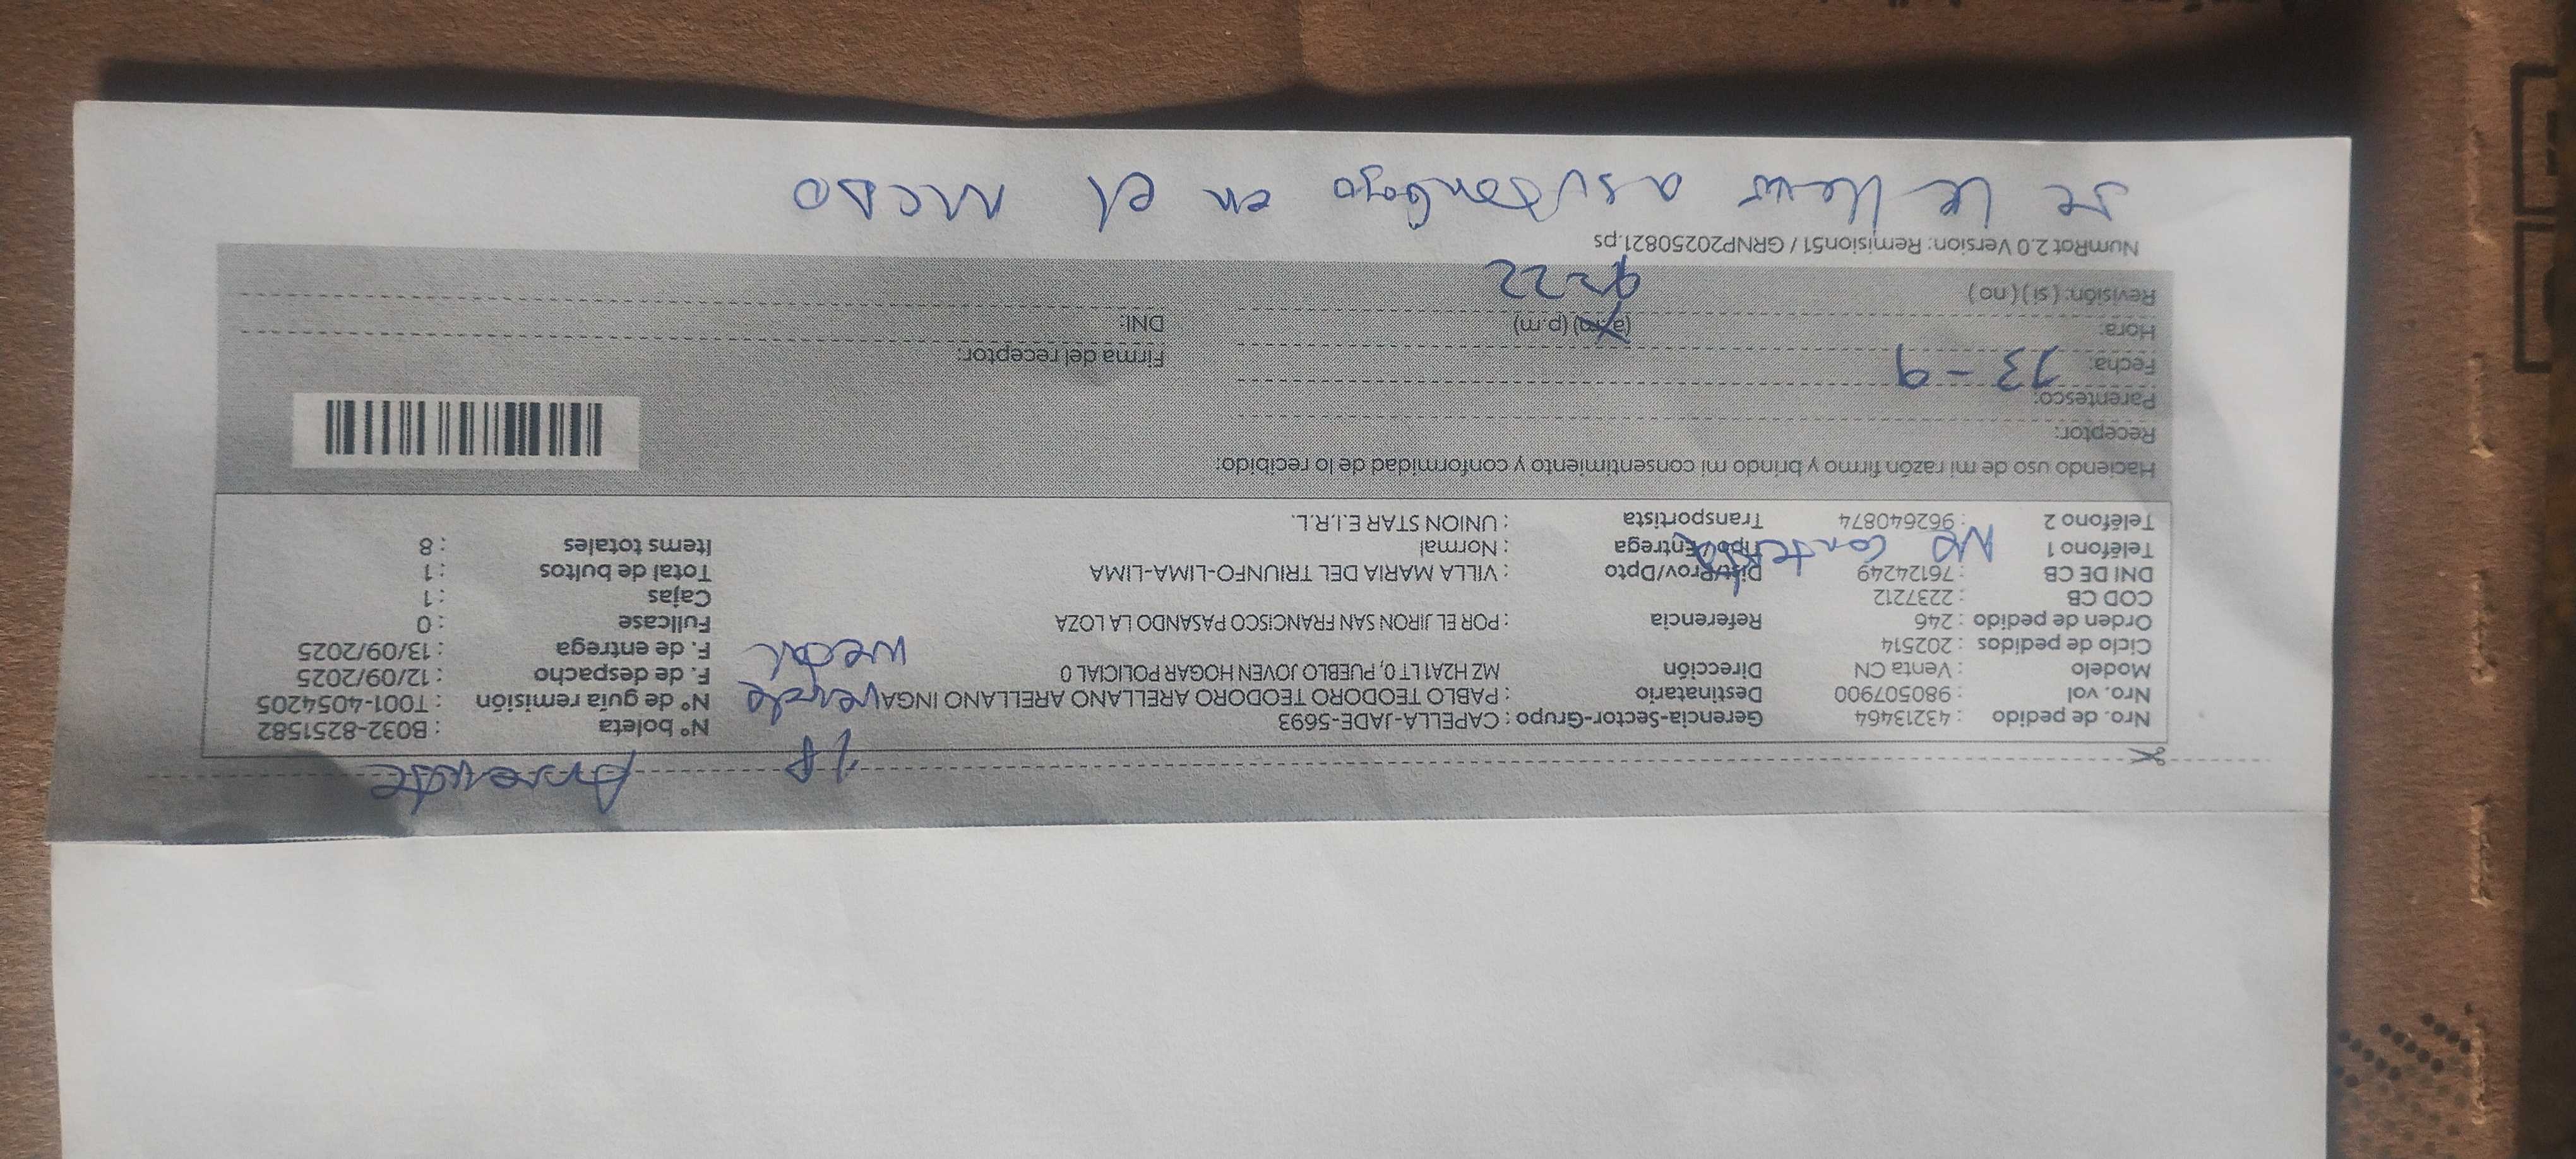 Ausente
1P
Nro. de pedido : 43213464 Gerencia-Sector-Grupo : CAPELLA-JADE-5693 N° boleta : B032-8251582
Nro. vol : 980507900 Destinatario : PABLO TEODORO TEODORO ARELLANO ARELLANO INGA verde N° de guía remisión : T001-4054205
Modelo : Venta CN Dirección MZ H2A1 LT 0, PUEBLO JOVEN HOGAR POLICIAL 0 F. de despacho : 12/09/2025
Ciclo de pedidos : 202514 F. de entrega : 13/09/2025
Orden de pedido : 246 Referencia : POR EL JIRON SAN FRANCISCO PASANDO LA LOZA Fullcase : 0
COD CB : 2237212 Cajas : 1
DNI DE CB : 76124249 Dist/Prov/Dpto : VILLA MARIA DEL TRIUNFO-LIMA-LIMA Total de bultos : 1
Teléfono 1 No contesta Tipo / Entrega : Normal Items totales : 8
Teléfono 2 : 962640874 Transportista : UNION STAR E.I.R.L.
Haciendo uso de mi razón firmo y brindo mi consentimiento y conformidad de lo recibido:
Receptor:
Parentesco:
Fecha: 13-9 Firma del receptor:
Hora: (a.m) (p.m) DNI:
Revisión: ( si ) ( no ) 9:22
NumRot 2.0 Version: Remision51 / GRNP20250821.ps
se le llevo a su en el